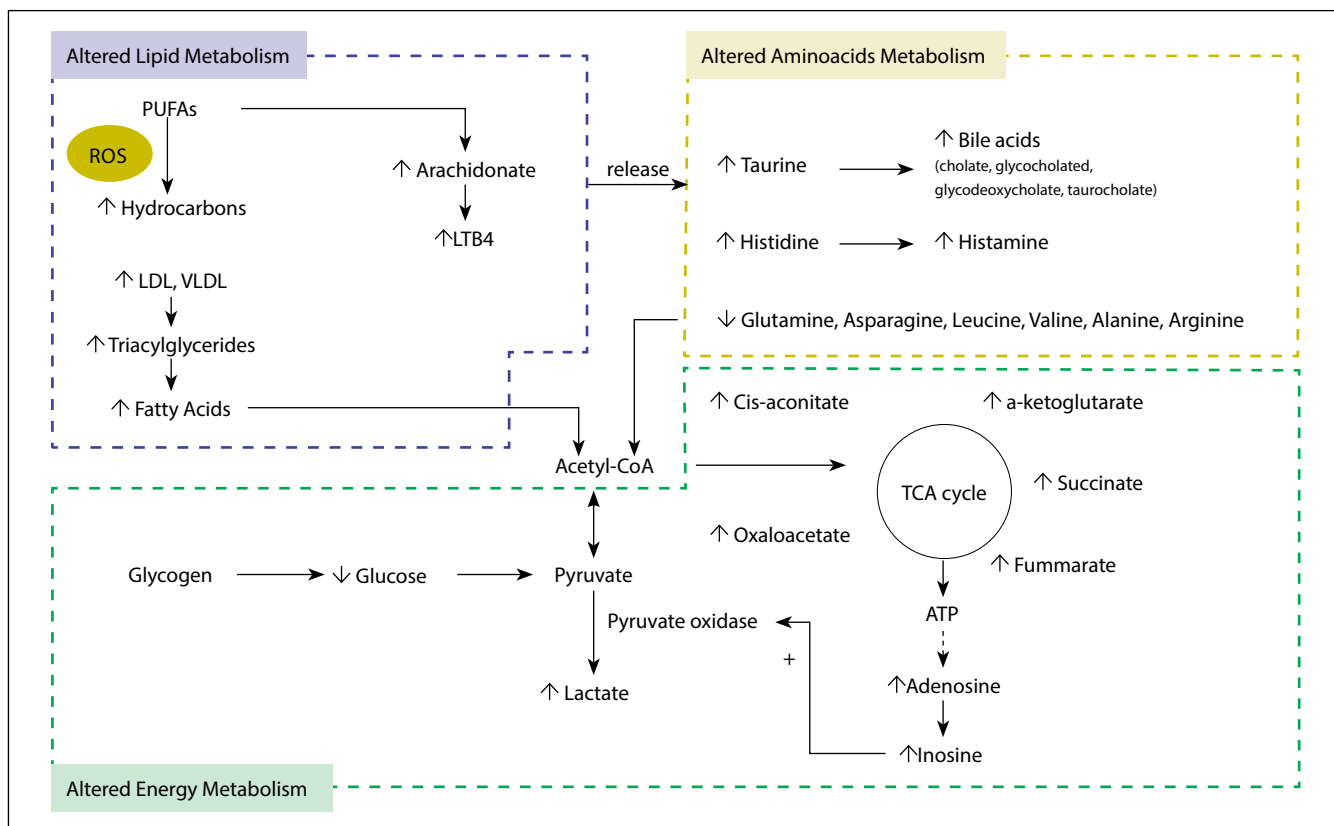 Altered Lipid Metabolism
PUFAs
ROS
↑ Hydrocarbons
↑ Arachidonate
↑LTB4
↑ LDL, VLDL
↑ Triacylglycerides
↑ Fatty Acids
release
Altered Aminoacids Metabolism
↑ Taurine
↑ Bile acids
(cholate, glycocholated,
glycodeoxycholate, taurocholate)
↑ Histidine
↑ Histamine
↓ Glutamine, Asparagine, Leucine, Valine, Alanine, Arginine
Acetyl-CoA
↑ Cis-aconitate
↑ a-ketoglutarate
TCA cycle
↑ Succinate
↑ Oxaloacetate
↑ Fummarate
Glycogen
↓ Glucose
Pyruvate
ATP
Pyruvate oxidase
+
↑ Lactate
↑Adenosine
↑Inosine
Altered Energy Metabolism